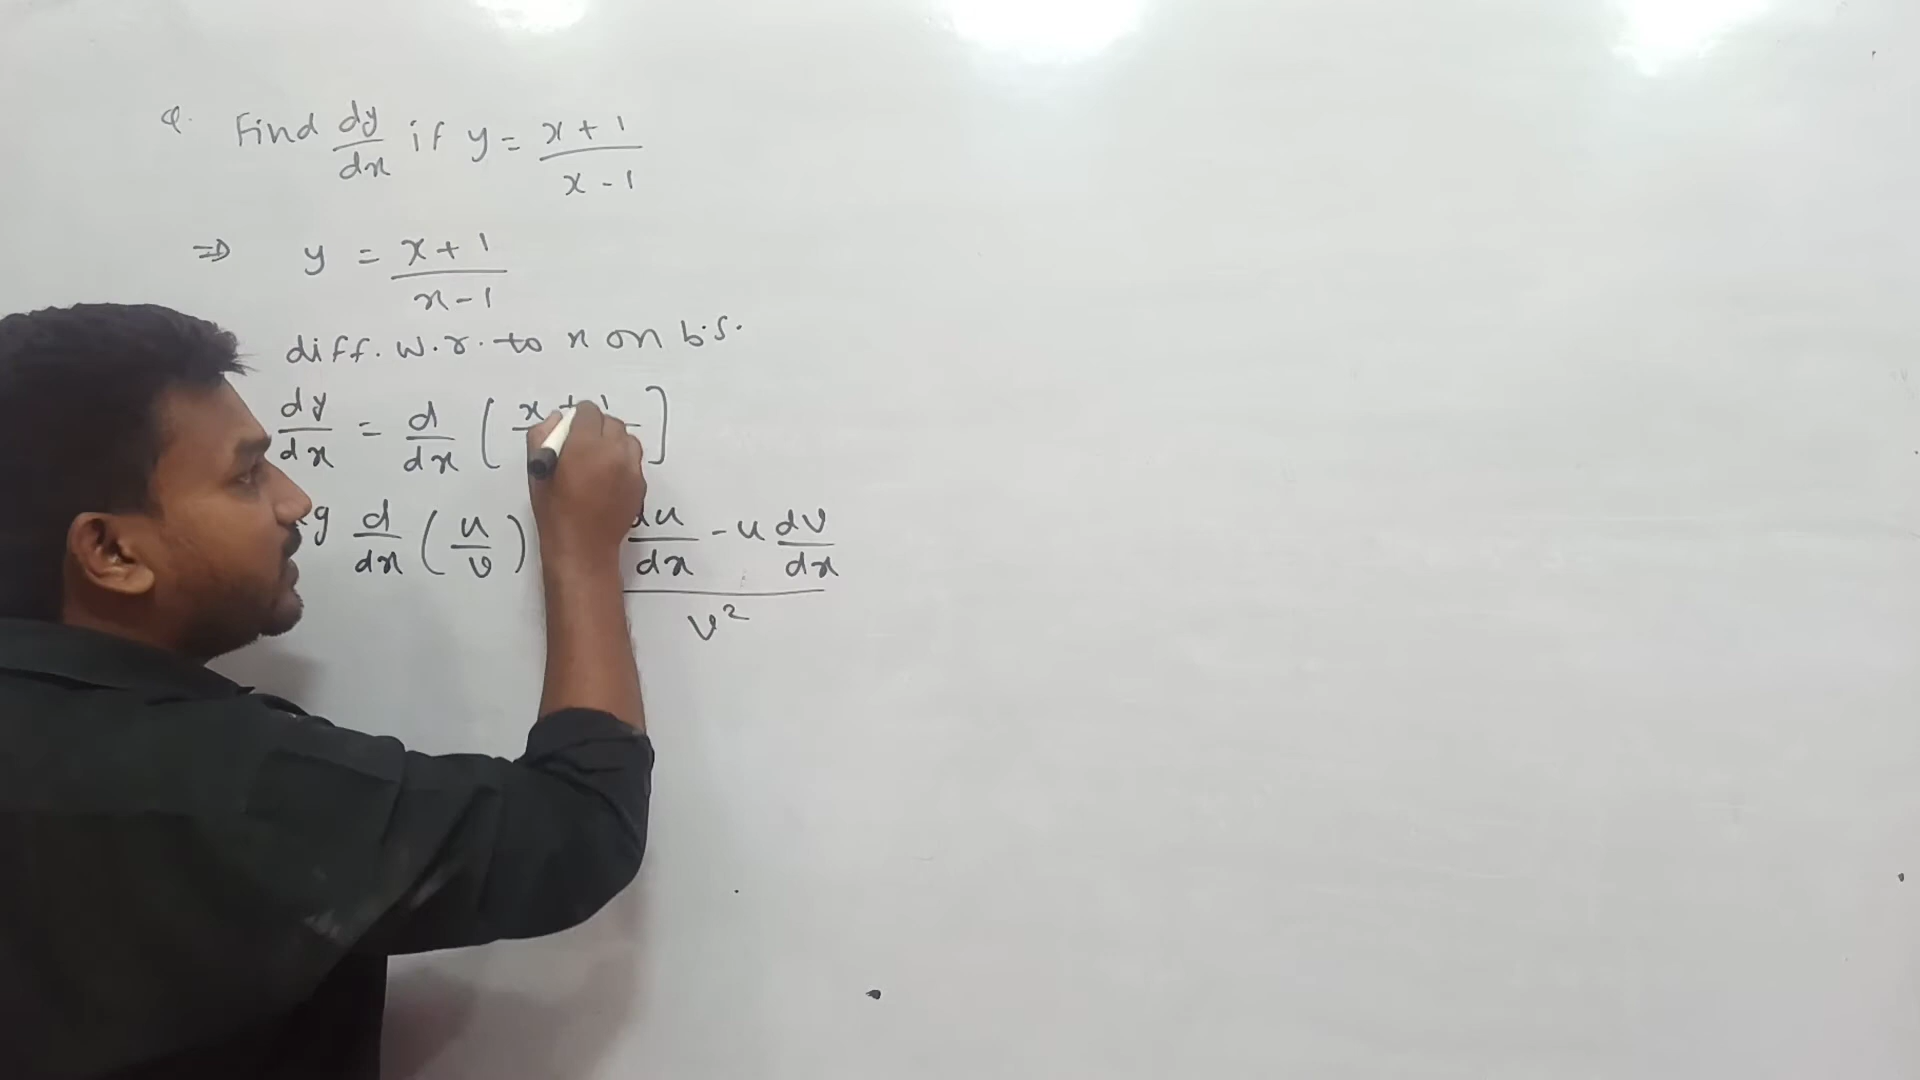 Q. Find dy/dx if y = x + 1 / x - 1
=> y = x + 1 / x - 1
diff. w.r. to x on b.s.
dy/dx = d/dx [ x + 1 ]
d/dx ( u / v ) du/dx - u dv/dx / v²